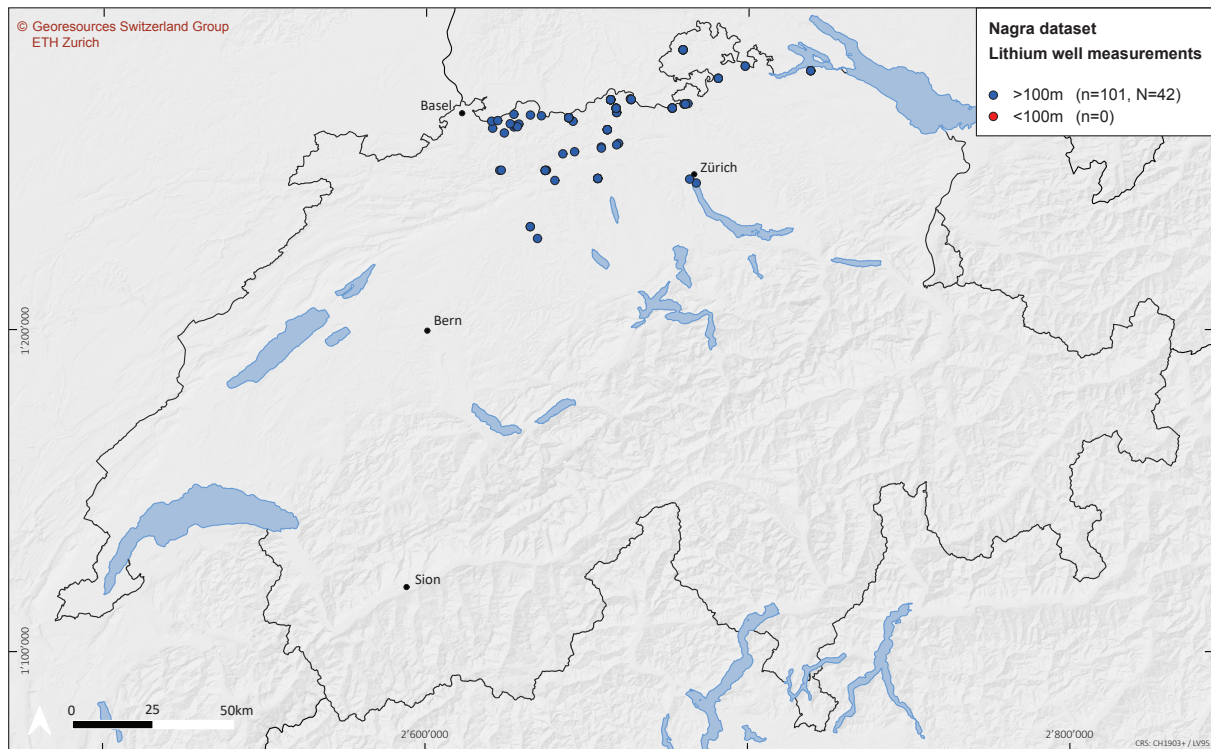 © Georesources Switzerland Group
ETH Zurich
Nagra dataset
Lithium well measurements
>100m (n=101, N=42)
<100m (n=0)
Basel
Zürich
Bern
Sion
1'20'000
1'100'000
0 25 50km
2'600'000
2'800'000
CRS: CH1903+ / LV95